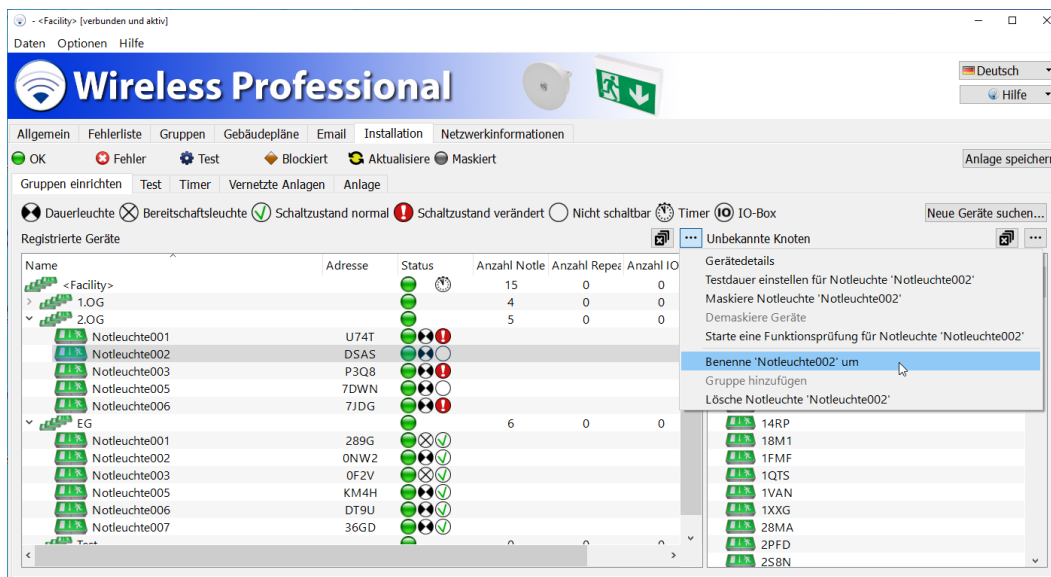 - <Facility> [verbunden und aktiv]
Daten Optionen Hilfe
Wireless Professional
Deutsch
Hilfe
Allgemein Fehlerliste Gruppen Gebäudepläne Email Installation Netzwerkinformationen
OK Fehler Test Blockiert Aktualisiere Maskiert Anlage speichern
Gruppen einrichten Test Timer Vernetzte Anlagen Anlage
Dauerleuchte Bereitschaftsleuchte Schaltzustand normal Schaltzustand verändert Nicht schaltbar Timer IO IO-Box Neue Geräte suchen...
Registrierte Geräte ... Unbekannte Knoten ...
Name Adresse Status Anzahl Notle Anzahl Repea Anzahl IO
<Facility> 15 0 0
1.OG 4 0 0
2.OG 5 0 0
Notleuchte001 U74T
Notleuchte002 DSAS
Notleuchte003 P3Q8
Notleuchte005 7DWN
Notleuchte006 7JDG
EG 6 0 0
Notleuchte001 289G
Notleuchte002 0NW2
Notleuchte003 0F2V
Notleuchte005 KM4H
Notleuchte006 DT9U
Notleuchte007 36GD
Test 0 0 0
Gerätedetails
Testdauer einstellen für Notleuchte 'Notleuchte002'
Maskiere Notleuchte 'Notleuchte002'
Demaskiere Geräte
Starte eine Funktionsprüfung für Notleuchte 'Notleuchte002'
Benenne 'Notleuchte002' um
Gruppe hinzufügen
Lösche Notleuchte 'Notleuchte002'
14RP
18M1
1FMF
1QTS
1VAN
1XXG
28MA
2PFD
2S8N